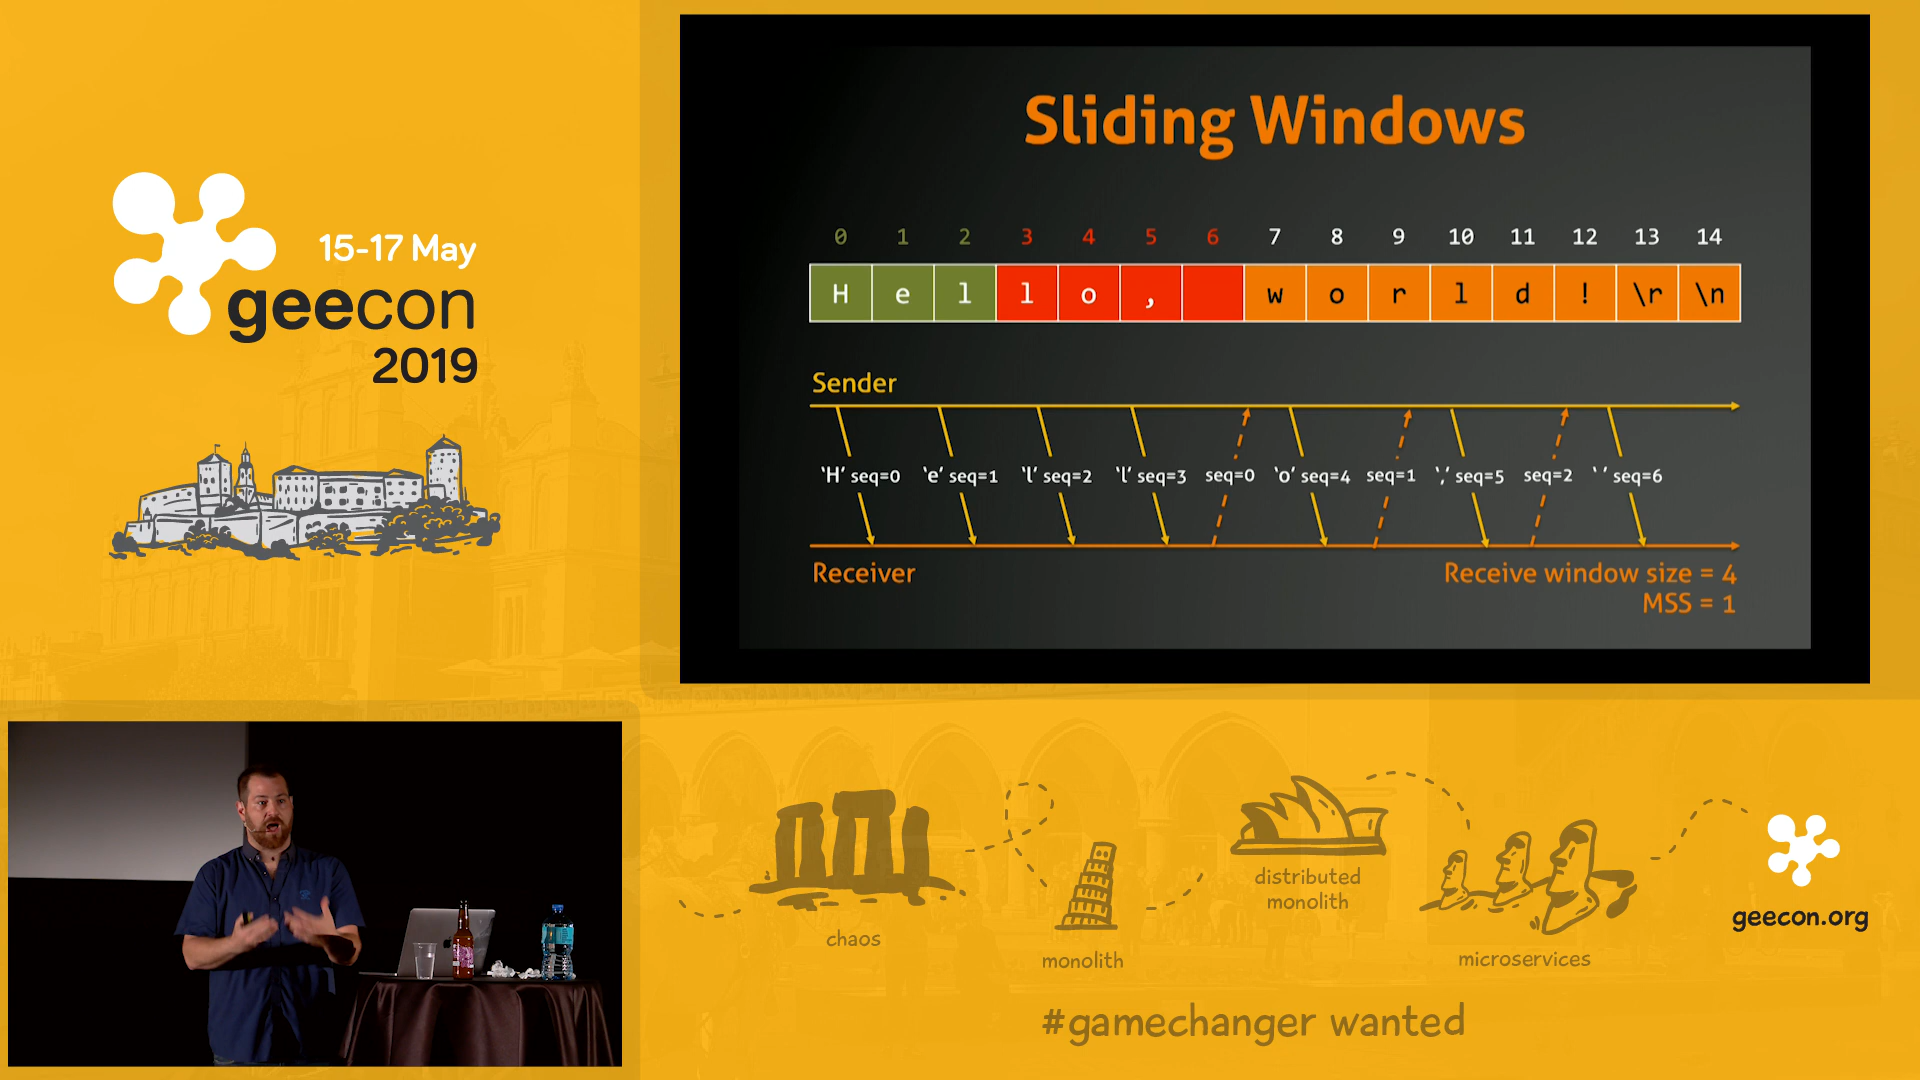 15-17 May
geecon
2019
Sliding Windows
0 1 2 3 4 5 6 7 8 9 10 11 12 13 14
H e l l o , w o r l d ! \r \n
Sender
'H' seq=0 'e' seq=1 'l' seq=2 'l' seq=3 seq=0 'o' seq=4 seq=1 ',' seq=5 seq=2 ' ' seq=6
Receiver
Receive window size = 4
MSS = 1
chaos
monolith
distributed
monolith
microservices
geecon.org
#gamechanger wanted